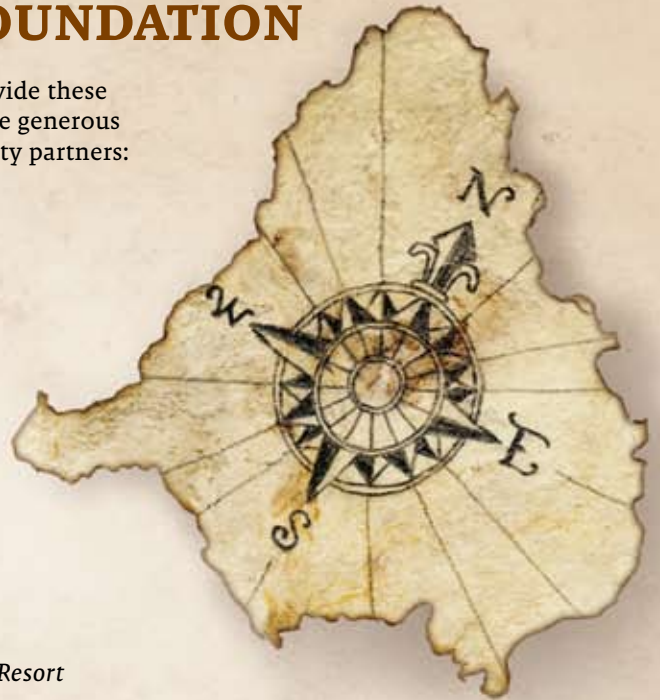 OUNDATION
vide these
e generous
ty partners:
N
W
E
S
Resort